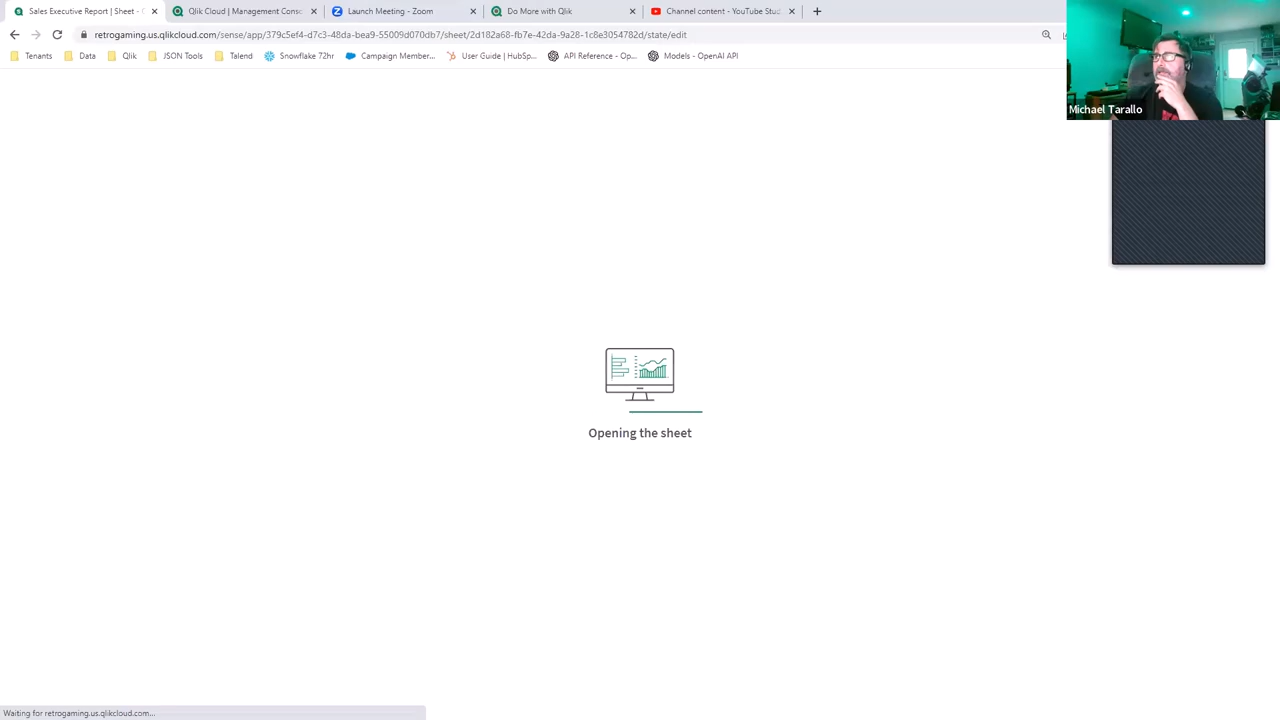 Sales Executive Report | Sheet - C
Qlik Cloud | Management Consc
Launch Meeting - Zoom
Do More with Qlik
Channel content - YouTube Stud
retrogaming.us.qlikcloud.com/sense/app/379c5ef4-d7c3-48da-bea9-55009d070db7/sheet/2d182a68-fb7e-42da-9a28-1c8e3054782d/state/edit
Tenants
Data
Qlik
JSON Tools
Talend
Snowflake 72hr
Campaign Member...
User Guide | HubSp...
API Reference - Op...
Models - OpenAI API
Michael Tarallo
Opening the sheet
Waiting for retrogaming.us.qlikcloud.com...